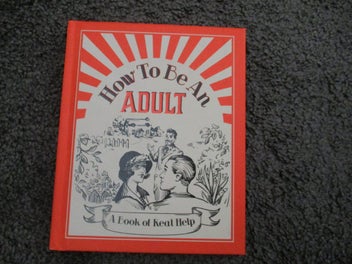 How To Be An
ADULT
A Book of Real Help